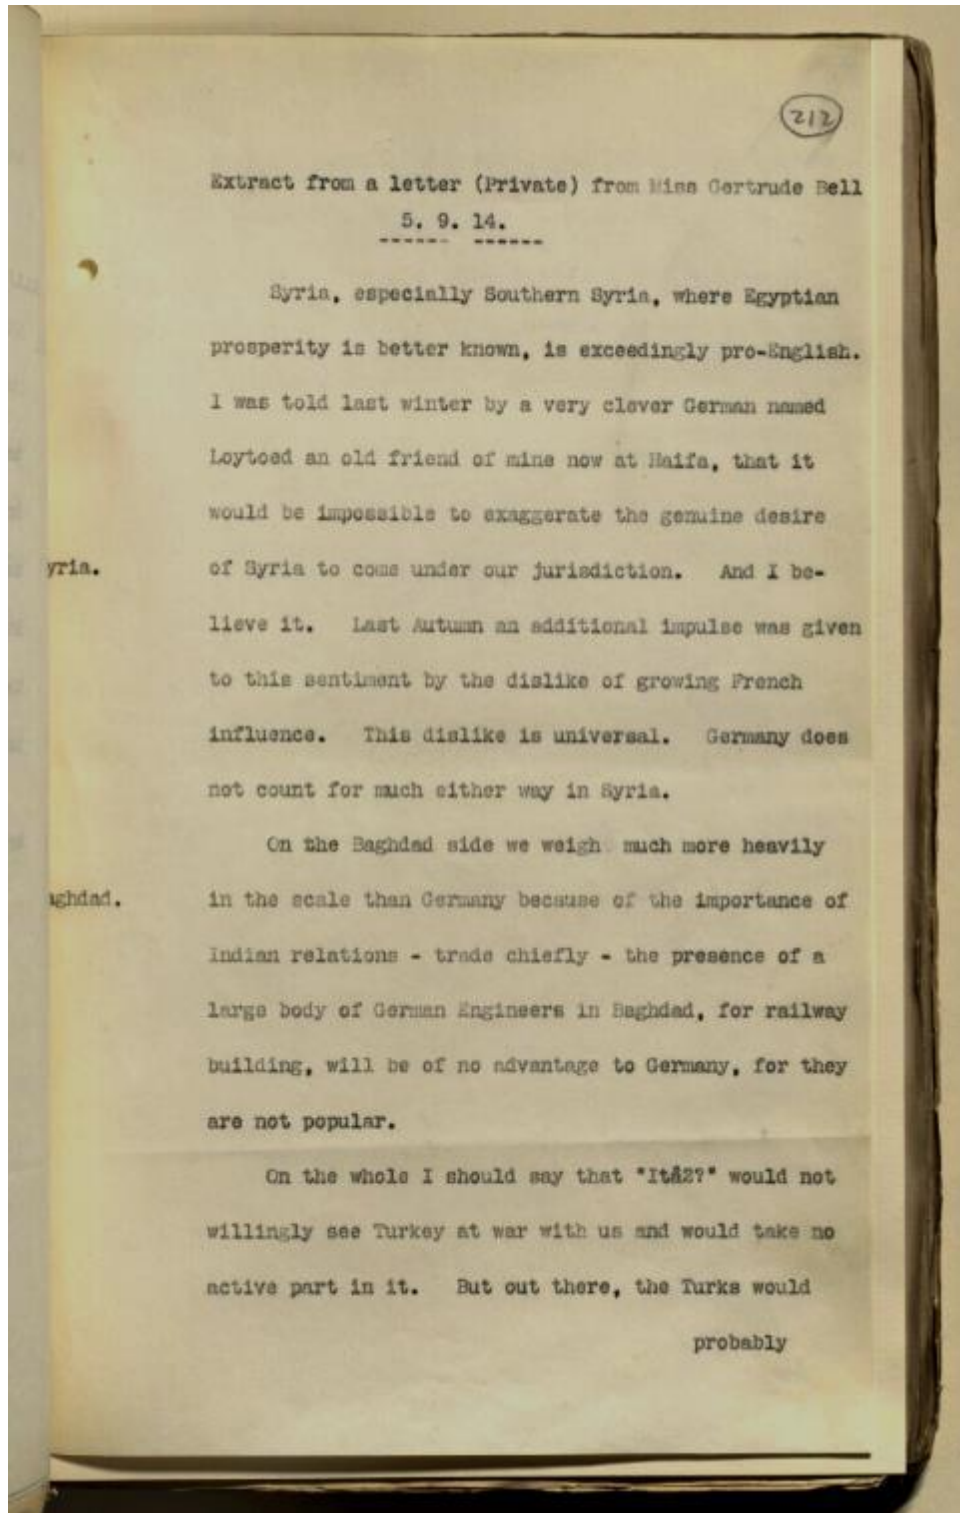 212
Extract from a letter (Private) from Miss Gertrude Bell
5. 9. 14.
Syria, especially Southern Syria, where Egyptian
prosperity is better known, is exceedingly pro-English.
I was told last winter by a very clever German named
Loytoed an old friend of mine now at Haifa, that it
would be impossible to exaggerate the genuine desire
yria.
of Syria to come under our jurisdiction. And I be-
lieve it. Last Autumn an additional impulse was given
to this sentiment by the dislike of growing French
influence. This dislike is universal. Germany does
not count for much either way in Syria.
On the Baghdad side we weigh much more heavily
aghdad.
in the scale than Germany because of the importance of
Indian relations - trade chiefly - the presence of a
large body of German Engineers in Baghdad, for railway
building, will be of no advantage to Germany, for they
are not popular.
On the whole I should say that "Itâ2?" would not
willingly see Turkey at war with us and would take no
active part in it. But out there, the Turks would
probably